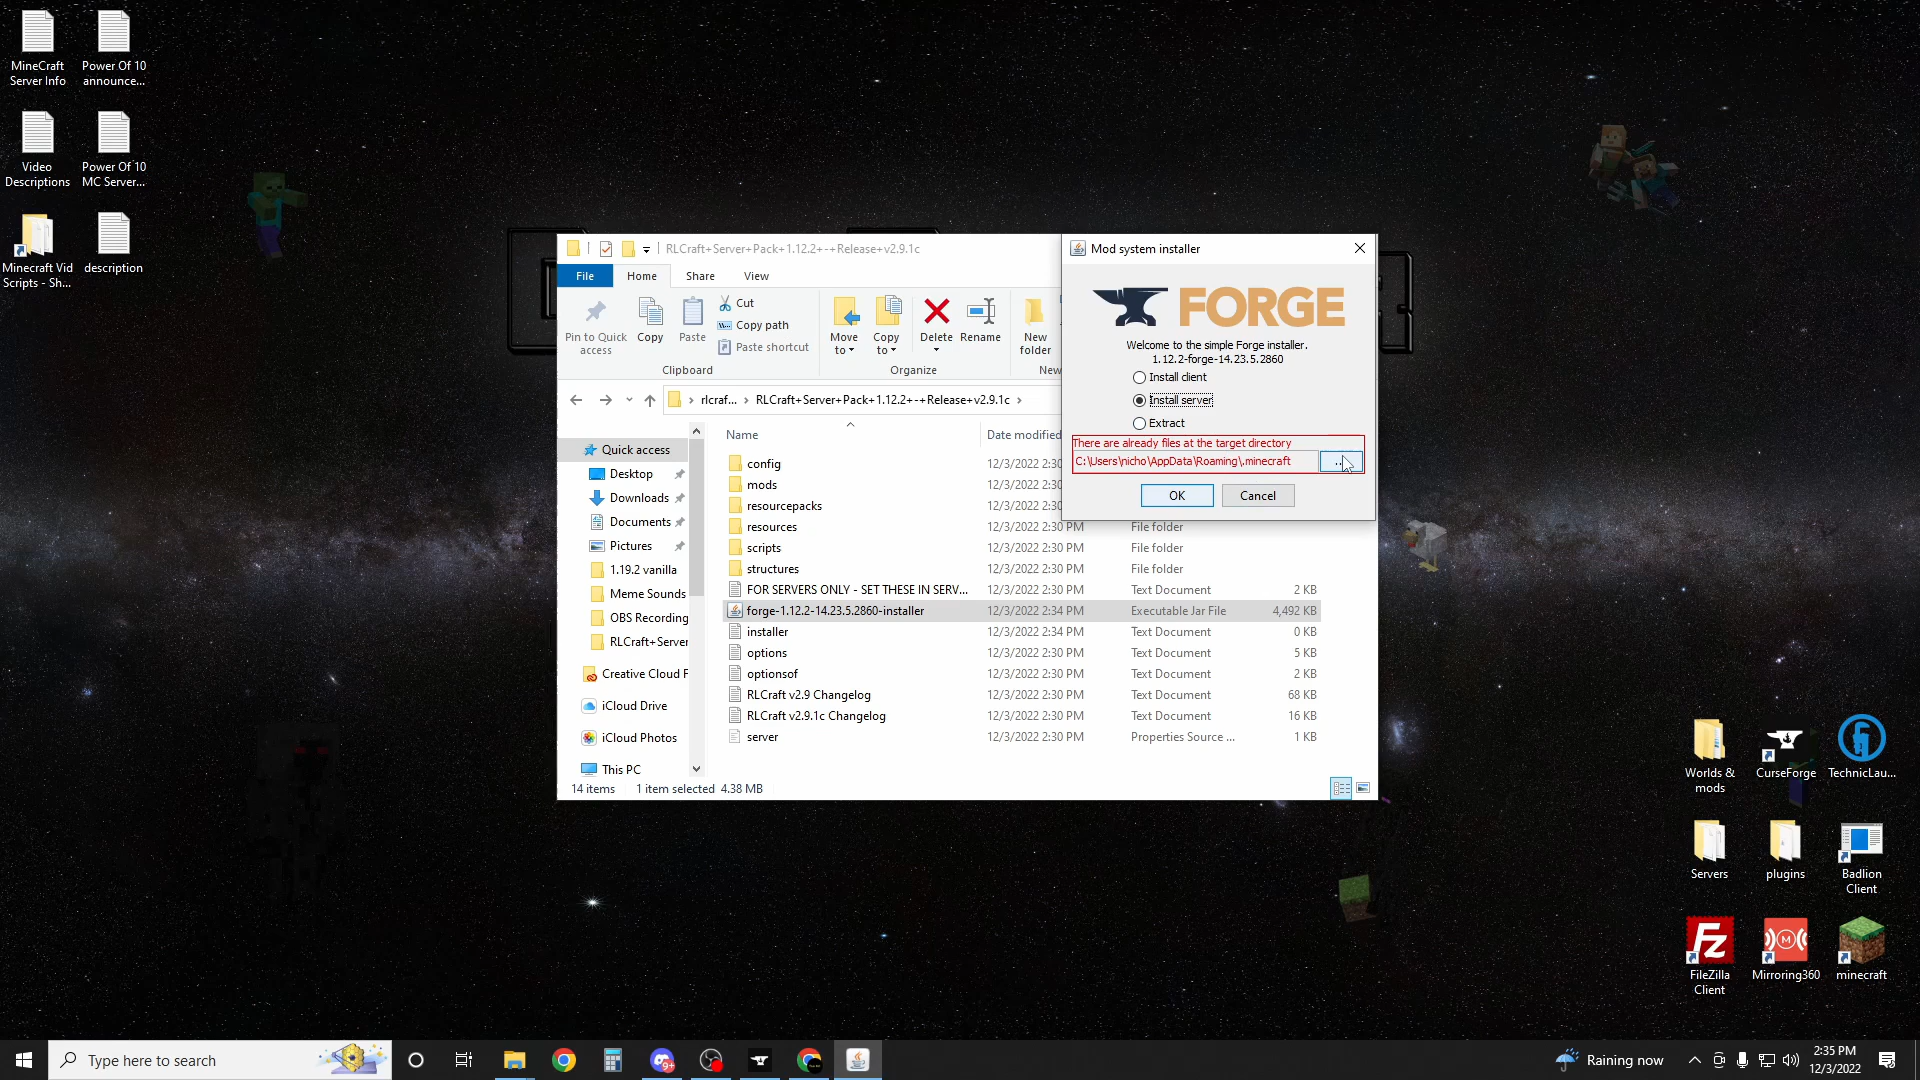 MineCraft
Server Info
Power Of 10
announce...
Video
Descriptions
Power Of 10
MC Server...
Minecraft Vid
Scripts - Sh...
description
RLCraft+Server+Pack+1.12.2+-+Release+v2.9.1c
File
Home
Share
View
Pin to Quick
access
Copy
Paste
Cut
Copy path
Paste shortcut
Move
to
Copy
to
Delete
Rename
New
folder
Clipboard
Organize
New
rlcraf... › RLCraft+Server+Pack+1.12.2+-+Release+v2.9.1c ›
Quick access
Desktop
Downloads
Documents
Pictures
1.19.2 vanilla
Meme Sounds
OBS Recording
RLCraft+Server
Creative Cloud F
iCloud Drive
iCloud Photos
This PC
Name Date modified
config 12/3/2022 2:30
mods 12/3/2022 2:30
resourcepacks 12/3/2022 2:30
resources 12/3/2022 2:30 PM File folder
scripts 12/3/2022 2:30 PM File folder
structures 12/3/2022 2:30 PM File folder
FOR SERVERS ONLY - SET THESE IN SERV... 12/3/2022 2:30 PM Text Document 2 KB
forge-1.12.2-14.23.5.2860-installer 12/3/2022 2:34 PM Executable Jar File 4,492 KB
installer 12/3/2022 2:34 PM Text Document 0 KB
options 12/3/2022 2:30 PM Text Document 5 KB
optionsof 12/3/2022 2:30 PM Text Document 2 KB
RLCraft v2.9 Changelog 12/3/2022 2:30 PM Text Document 68 KB
RLCraft v2.9.1c Changelog 12/3/2022 2:30 PM Text Document 16 KB
server 12/3/2022 2:30 PM Properties Source ... 1 KB
14 items 1 item selected 4.38 MB
Mod system installer
FORGE
Welcome to the simple Forge installer.
1.12.2-forge-14.23.5.2860
Install client
Install server
Extract
There are already files at the target directory
C:\Users\nicho\AppData\Roaming\.minecraft
OK
Cancel
Worlds &
mods
CurseForge
TechnicLau...
Servers
plugins
Badlion
Client
FileZilla
Client
Mirroring360
minecraft
Type here to search
9+
Raining now
2:35 PM
12/3/2022